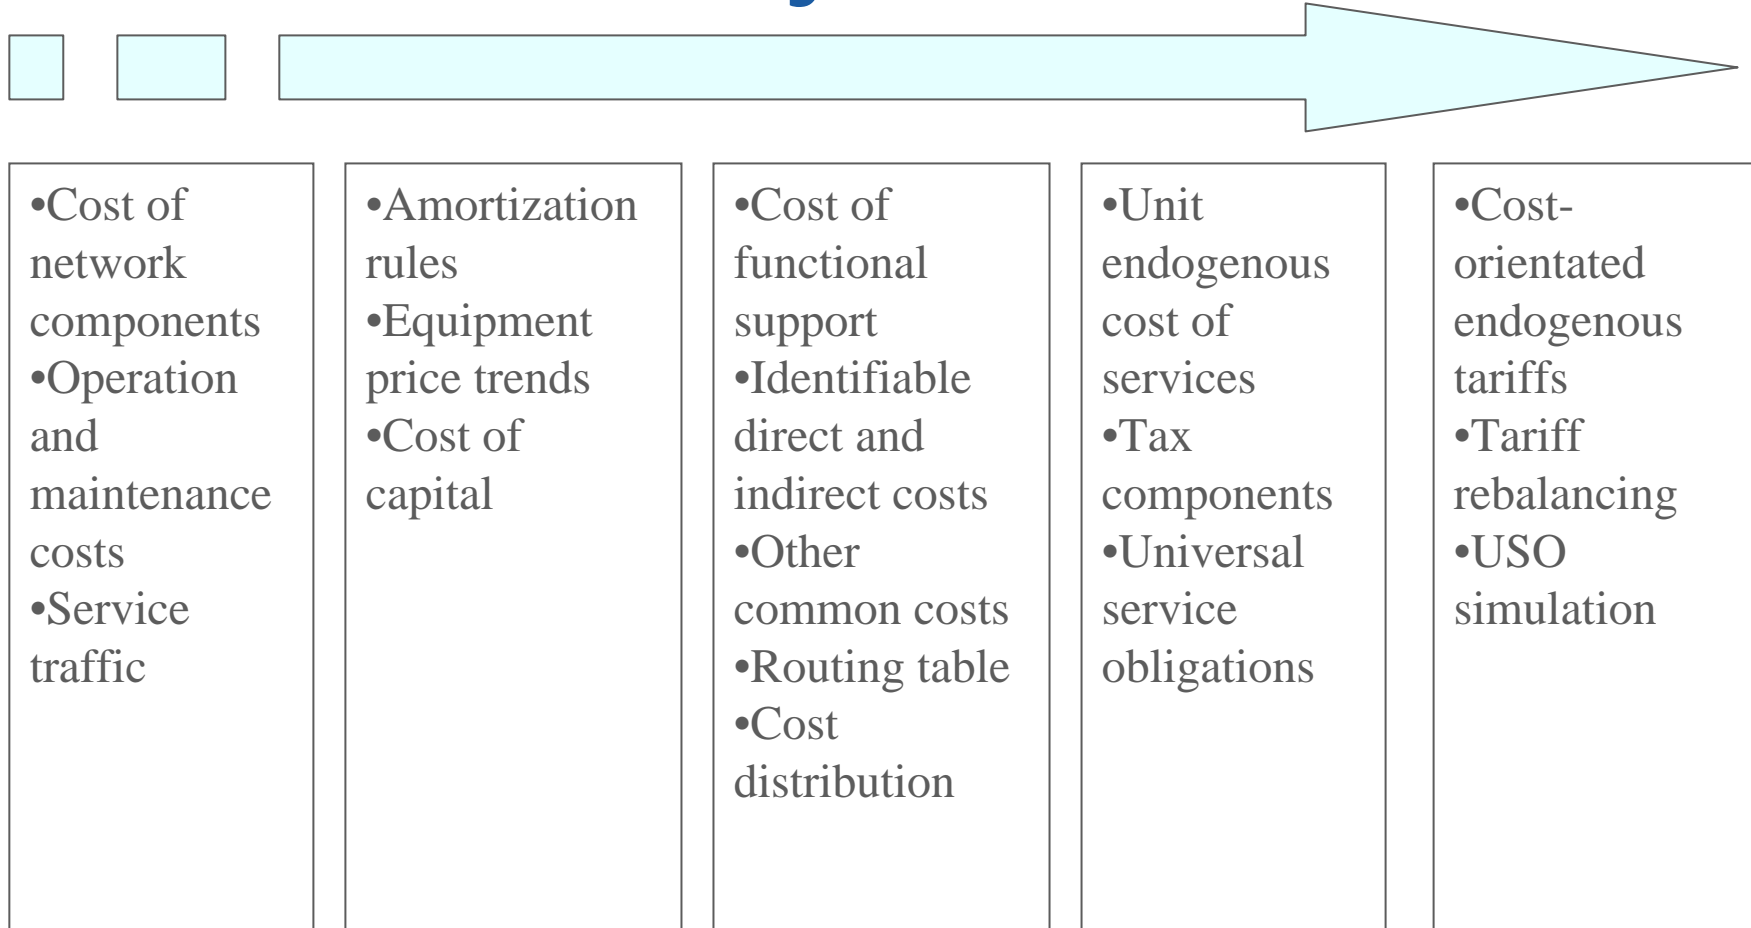 •Cost of
network
components
•Operation
and
maintenance
costs
•Service
traffic
•Amortization
rules
•Equipment
price trends
•Cost of
capital
•Cost of
functional
support
•Identifiable
direct and
indirect costs
•Other
common costs
•Routing table
•Cost
distribution
•Unit
endogenous
cost of
services
•Tax
components
•Universal
service
obligations
•Cost-
orientated
endogenous
tariffs
•Tariff
rebalancing
•USO
simulation